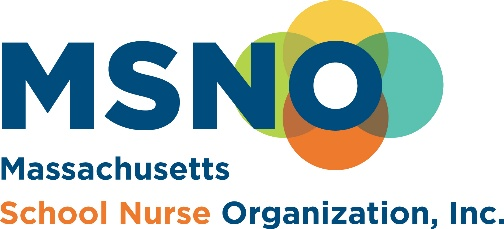 MSNO
Massachusetts
School Nurse Organization, Inc.